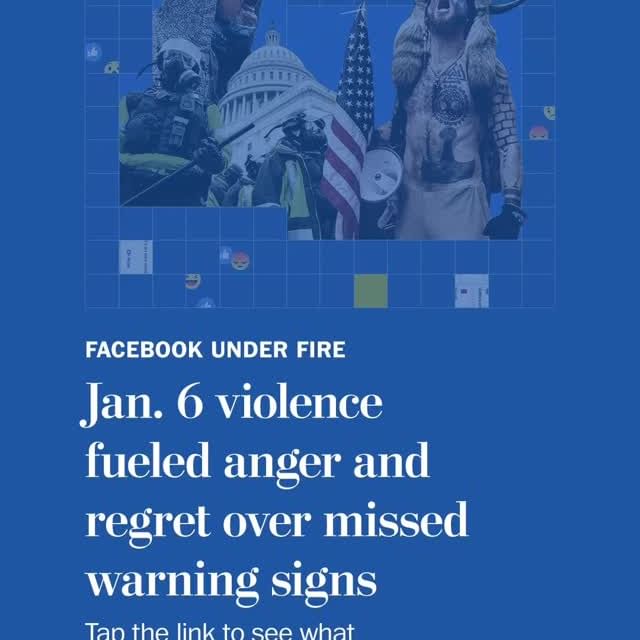 FACEBOOK UNDER FIRE
Jan. 6 violence
fueled anger and
regret over missed
warning signs
Tap the link to see what